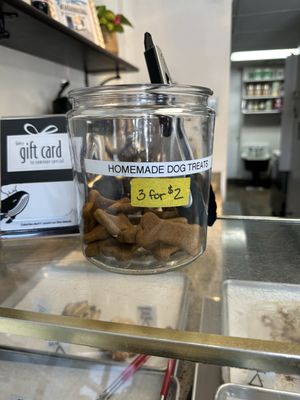 gift card
HOMEMADE DOG TREATS
3 for $2